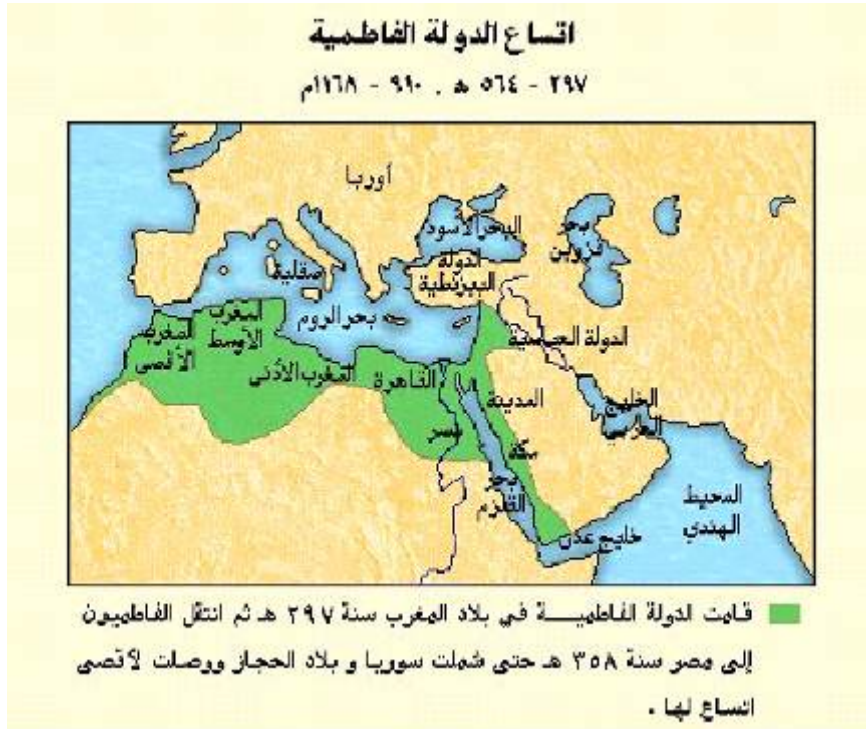 اتساع الدولة الفاطمية
٢٩٧ - ٥٦٤ هـ . ٩٩٠ - ١١٦٨م
أوربا
البحر الأسود
بحر
قزوين
الدولة
البيزنطية
صقلية
بحر الروم
المغرب
الأوسط
المغرب
الأقصى
المغرب الأدنى
القاهرة
مصر
الدولة العباسية
المدينة
مكة
بحر
القلزم
الخليج
العربي
المحيط
الهندي
خليج عدن
قامت الدولة الفاطميـــة في بلاد المغرب سنة ٢٩٧ هـ ثم انتقل الفاطميون
إلى مصر سنة ٣٥٨ هـ حتى شملت سوريا و بلاد الحجاز ووصلت لأقصى
اتساع لها .